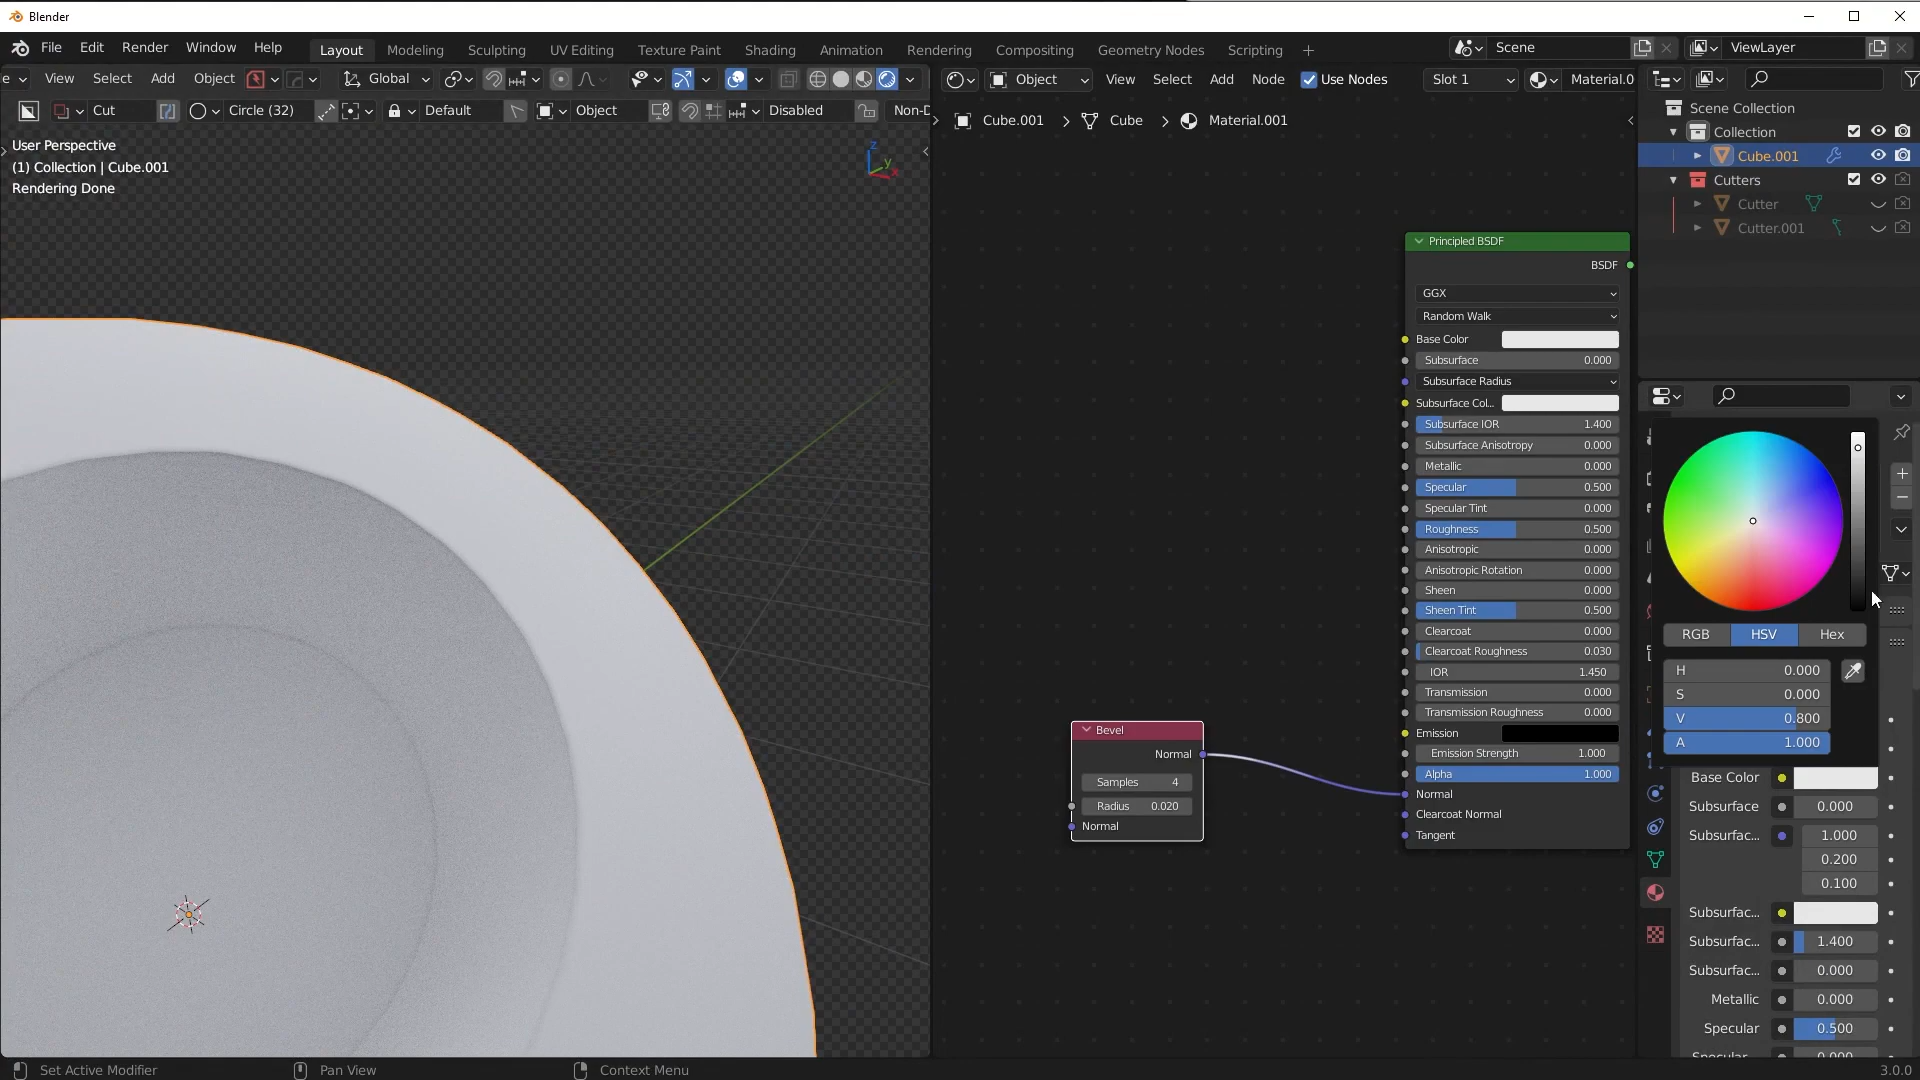 Blender
File Edit Render Window Help Layout Modeling Sculpting UV Editing Texture Paint Shading Animation Rendering Compositing Geometry Nodes Scripting + Scene ViewLayer
e View Select Add Object Global
Object View Select Add Node Use Nodes Slot 1 Material.0
Cut Circle (32) Default Object Disabled Non-D
Cube.001 > Cube > Material.001
User Perspective
(1) Collection | Cube.001
Rendering Done
Z
Y
X
Scene Collection
Collection
Cube.001
Cutters
Cutter
Cutter.001
Principled BSDF
BSDF
GGX
Random Walk
Base Color
Subsurface 0.000
Subsurface Radius
Subsurface Col...
Subsurface IOR 1.400
Subsurface Anisotropy 0.000
Metallic 0.000
Specular 0.500
Specular Tint 0.000
Roughness 0.500
Anisotropic 0.000
Anisotropic Rotation 0.000
Sheen 0.000
Sheen Tint 0.500
Clearcoat 0.000
Clearcoat Roughness 0.030
IOR 1.450
Transmission 0.000
Transmission Roughness 0.000
Emission
Emission Strength 1.000
Alpha 1.000
Normal
Clearcoat Normal
Tangent
Bevel
Normal
Samples 4
Radius 0.020
Normal
RGB HSV Hex
H 0.000
S 0.000
V 0.800
A 1.000
Base Color
Subsurface 0.000
Subsurfac... 1.000
0.200
0.100
Subsurfac...
Subsurfac... 1.400
Subsurfac... 0.000
Metallic 0.000
Specular 0.500
Set Active Modifier Pan View Context Menu 3.0.0